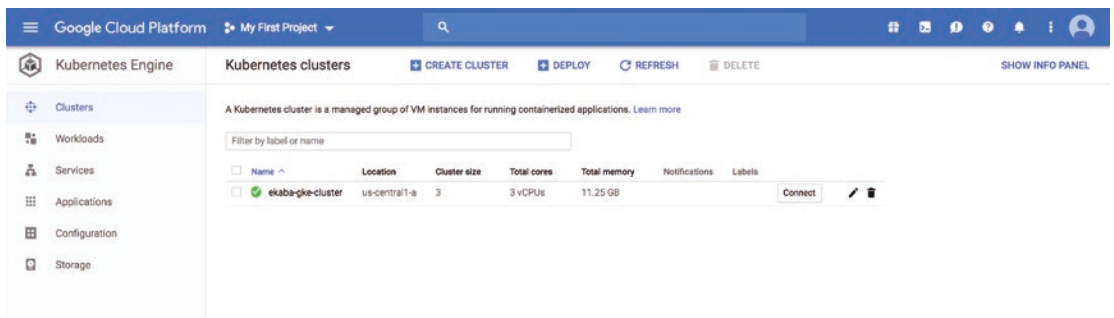 Google Cloud Platform My First Project
Kubernetes Engine Kubernetes clusters CREATE CLUSTER DEPLOY REFRESH DELETE SHOW INFO PANEL
Clusters
A Kubernetes cluster is a managed group of VM instances for running containerized applications. Learn more
Workloads
Filter by label or name
Services
Name Location Cluster size Total cores Total memory Notifications Labels
ekaba-gke-cluster us-central1-a 3 3 vCPUs 11.25 GB Connect
Applications
Configuration
Storage